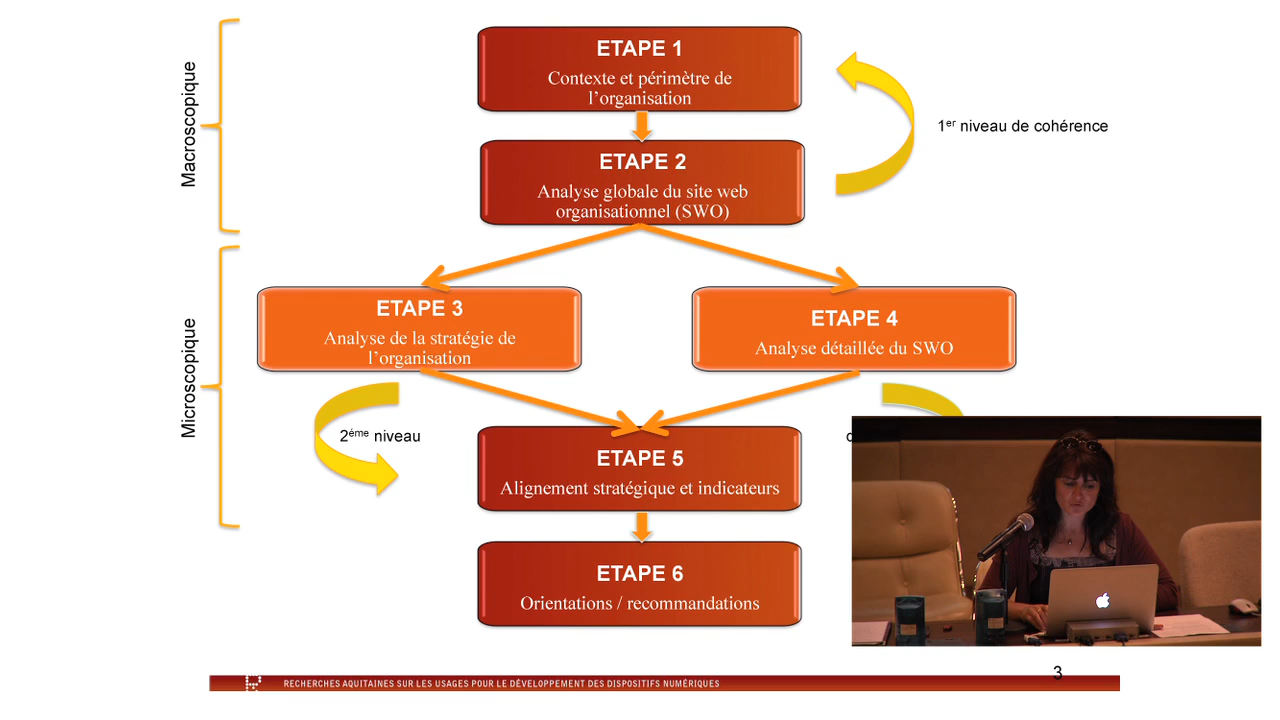 Macroscopique
ETAPE 1
Contexte et périmètre de
l’organisation
1er niveau de cohérence
ETAPE 2
Analyse globale du site web
organisationnel (SWO)
Microscopique
ETAPE 3
Analyse de la stratégie de
l’organisation
ETAPE 4
Analyse détaillée du SWO
2éme niveau
ETAPE 5
Alignement stratégique et indicateurs
ETAPE 6
Orientations / recommandations
3
RECHERCHES AQUITAINES SUR LES USAGES POUR LE DÉVELOPPEMENT DES DISPOSITIFS NUMÉRIQUES